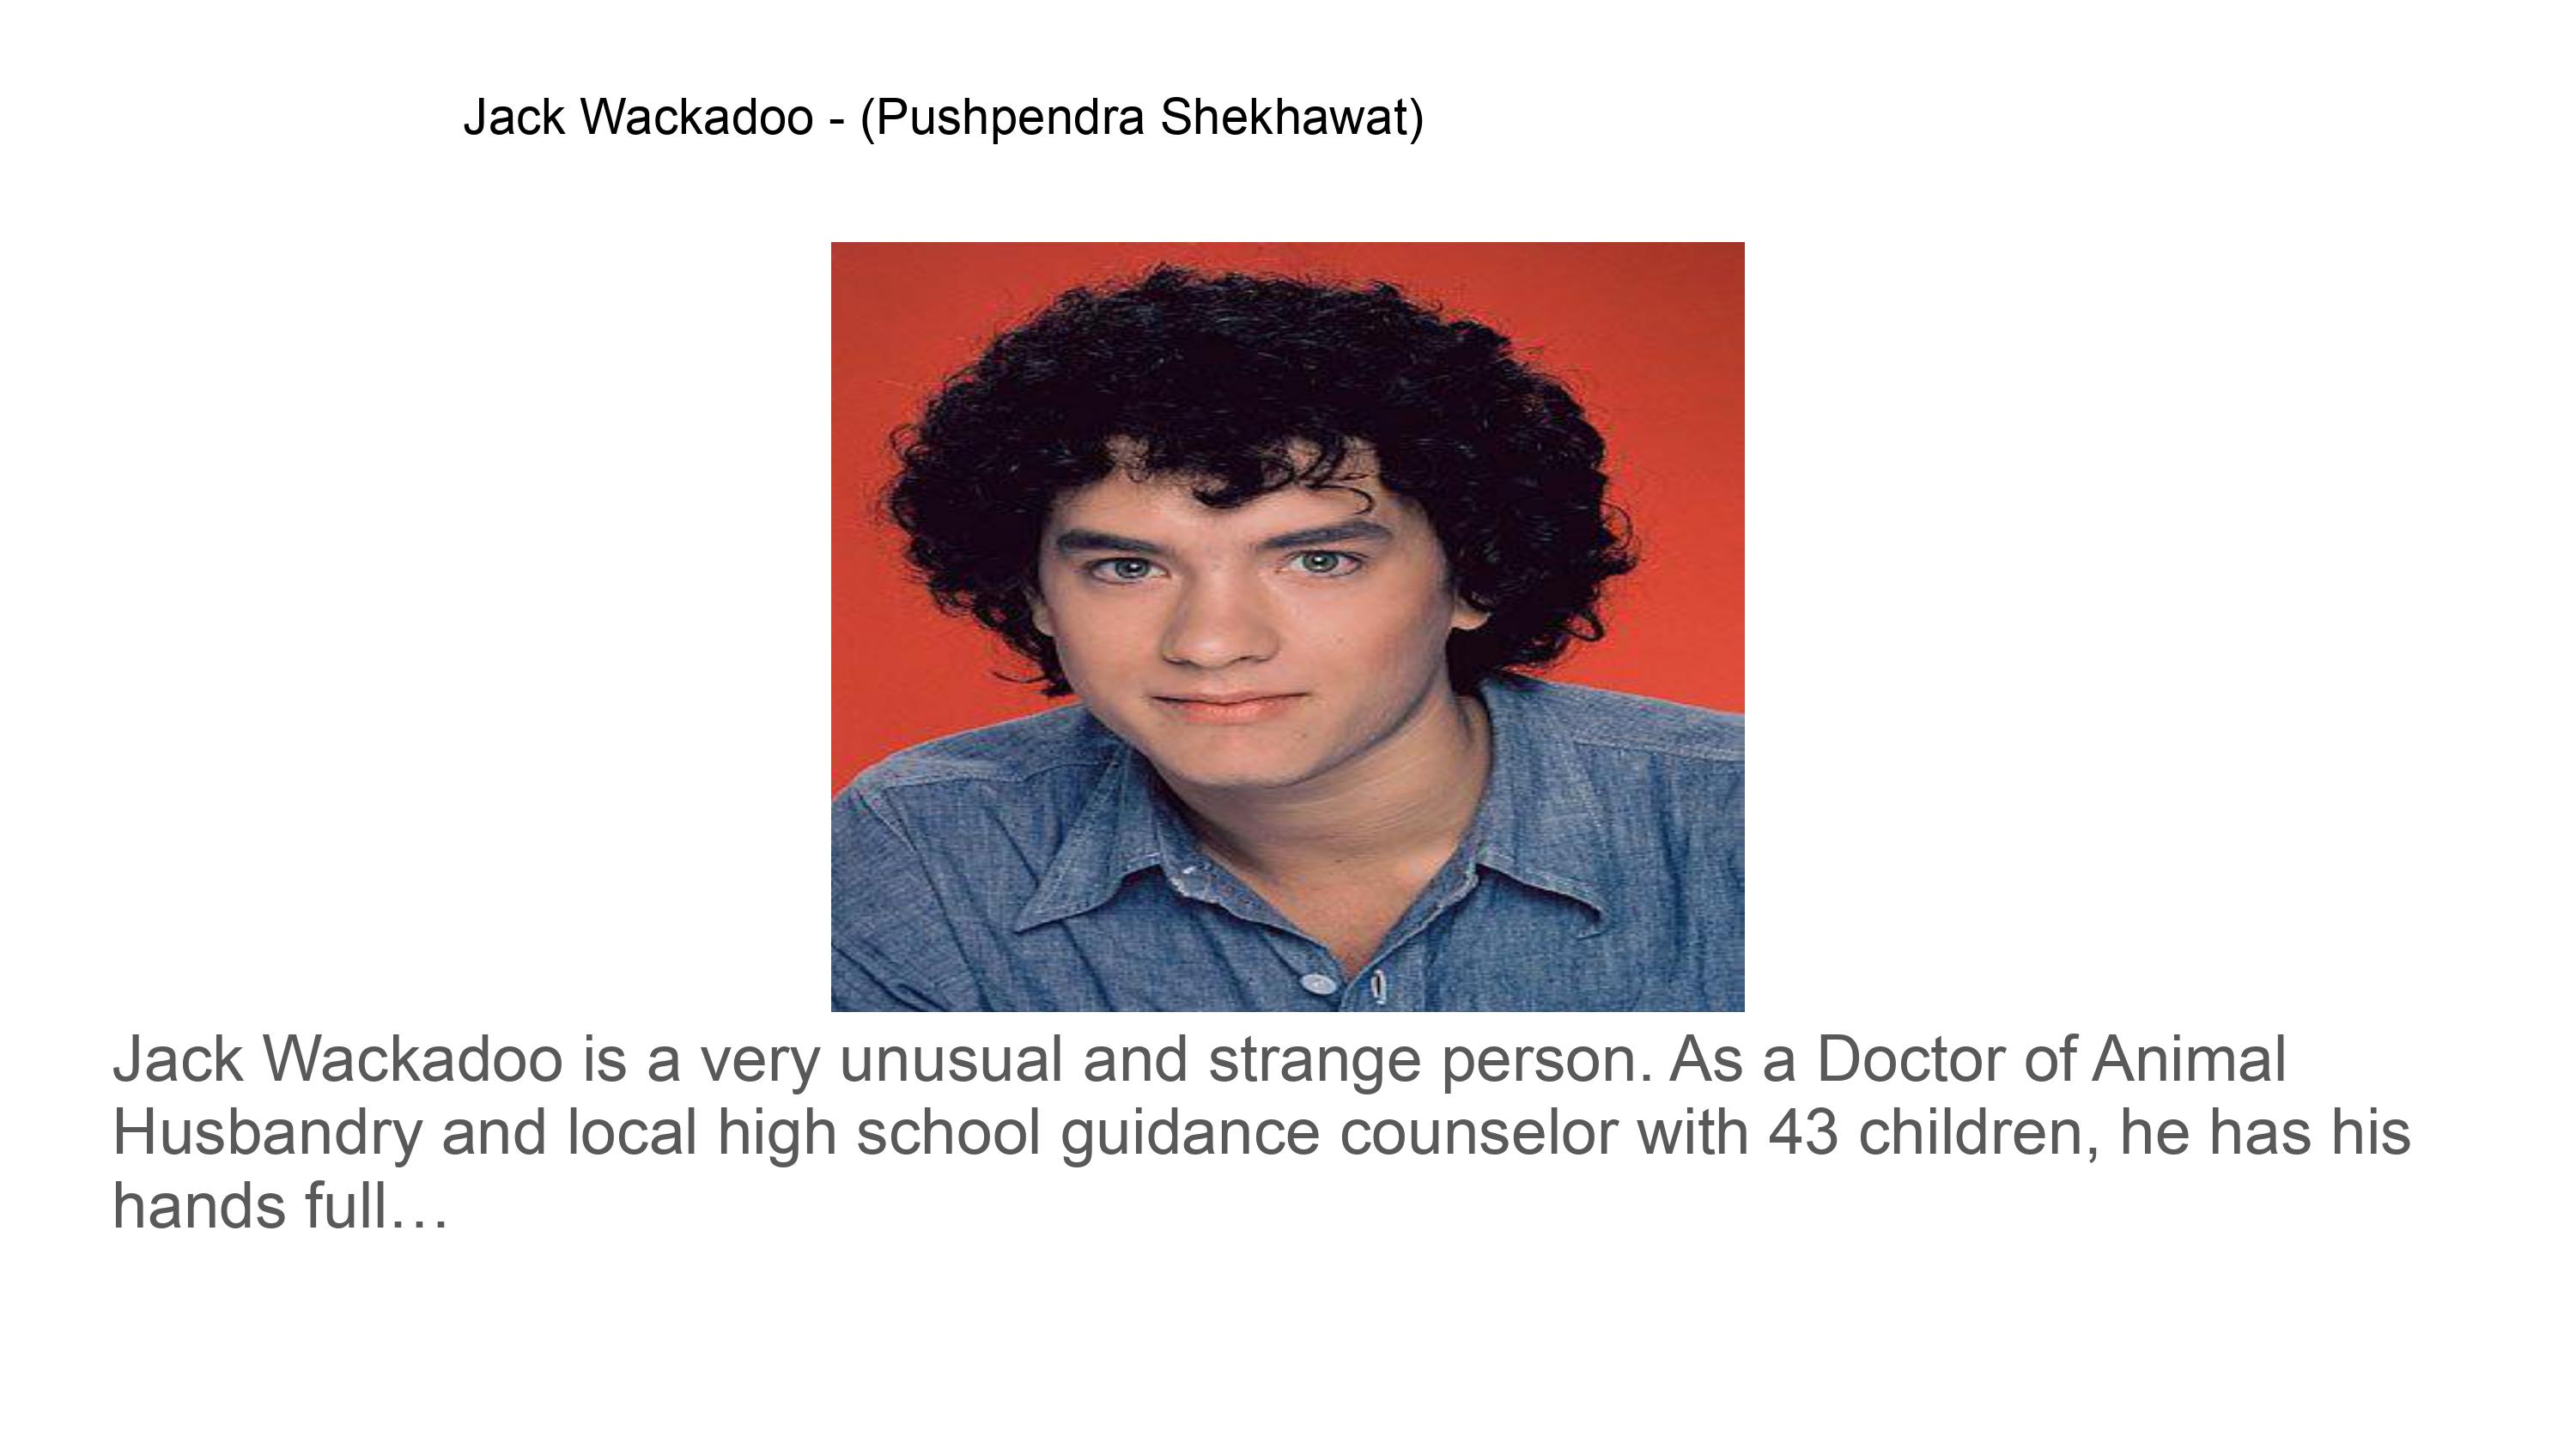 Jack Wackadoo - (Pushpendra Shekhawat)
Jack Wackadoo is a very unusual and strange person. As a Doctor of Animal
Husbandry and local high school guidance counselor with 43 children, he has his
hands full…